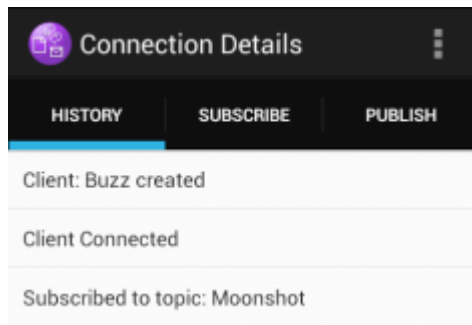 Connection Details
HISTORY SUBSCRIBE PUBLISH
Client: Buzz created
Client Connected
Subscribed to topic: Moonshot